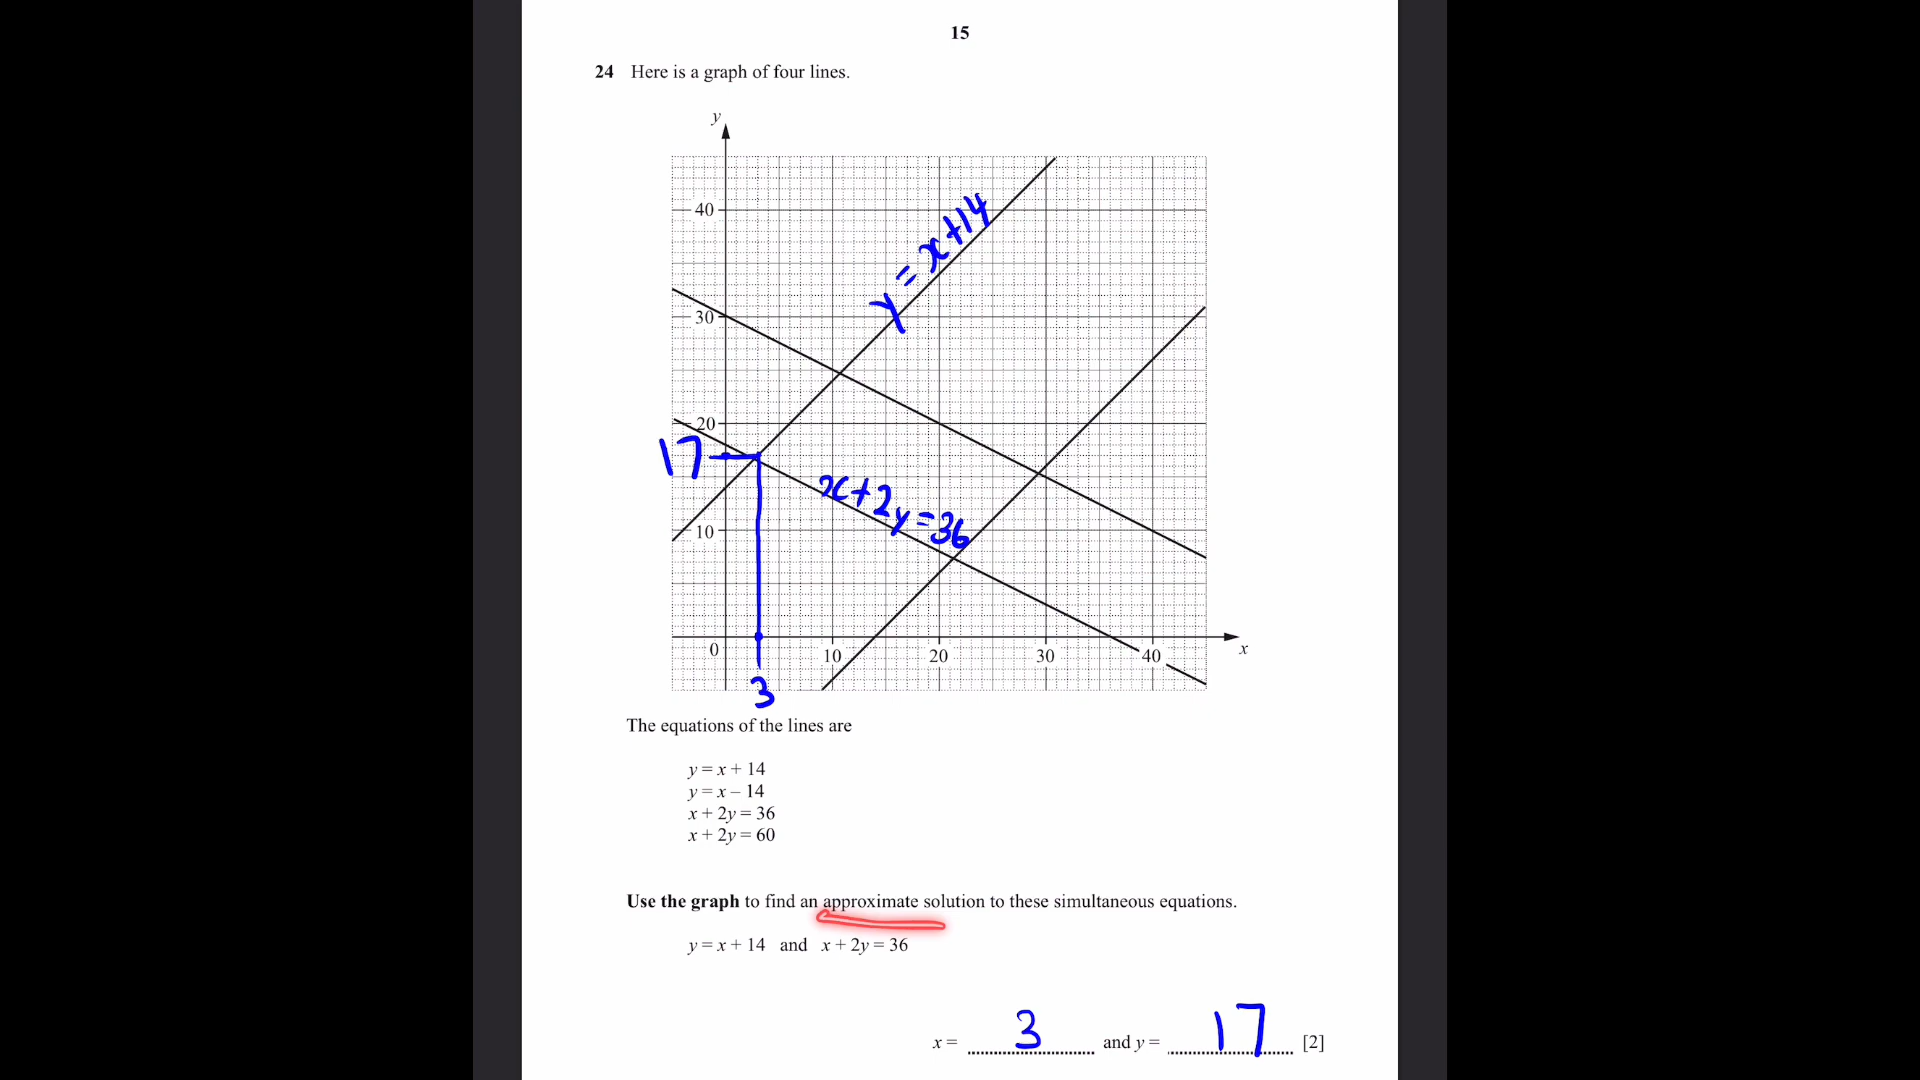 15
24 Here is a graph of four lines.
y
40
y = x+14
30
20
17
x+2y=36
10
0 10 20 30 40 x
3
The equations of the lines are
y = x + 14
y = x – 14
x + 2y = 36
x + 2y = 60
Use the graph to find an approximate solution to these simultaneous equations.
y = x + 14 and x + 2y = 36
x = 3 and y = 17 [2]